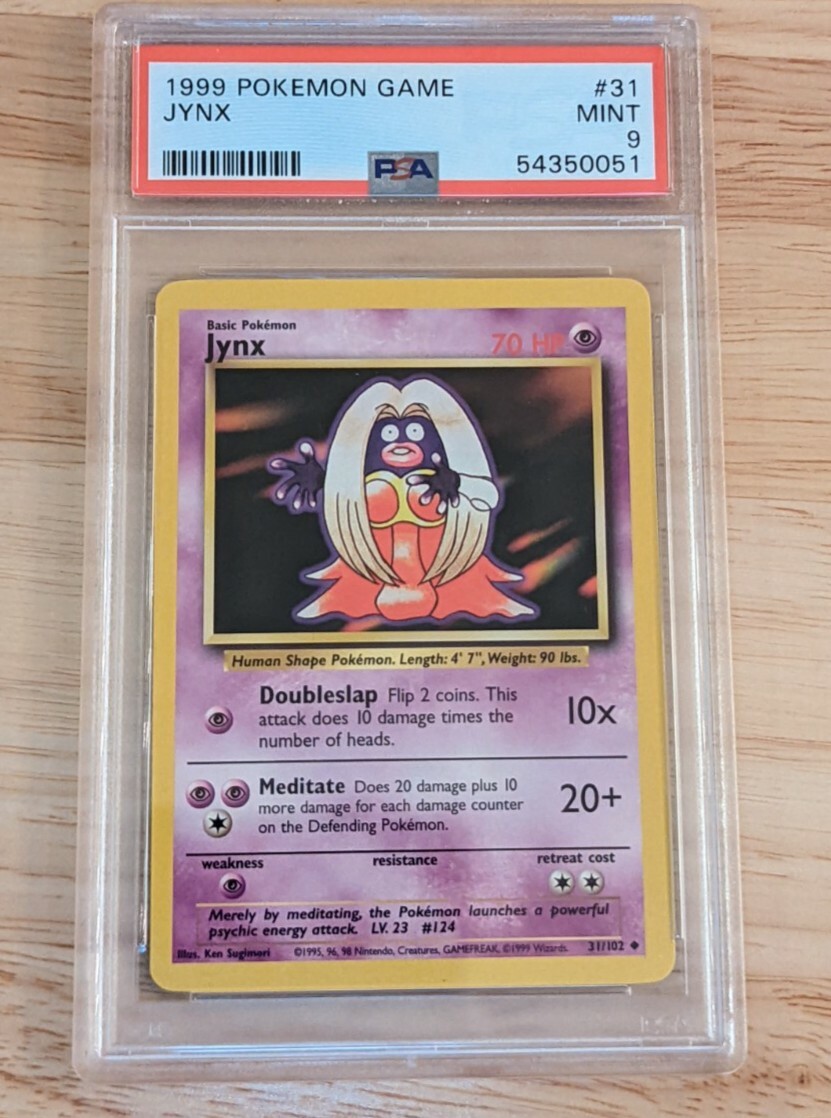 1999 POKEMON GAME #31
JYNX MINT
9
PSA 54350051
Basic Pokémon
Jynx 70 HP
Human Shape Pokémon. Length: 4' 7", Weight: 90 lbs.
Doubleslap Flip 2 coins. This
attack does 10 damage times the
number of heads.
10x
Meditate Does 20 damage plus 10
more damage for each damage counter
on the Defending Pokémon.
20+
weakness resistance retreat cost
Merely by meditating, the Pokémon launches a powerful
psychic energy attack. LV. 23 #124
Illus. Ken Sugimori ©1995, 96, 98 Nintendo, Creatures, GAMEFREAK. ©1999 Wizards. 31/102